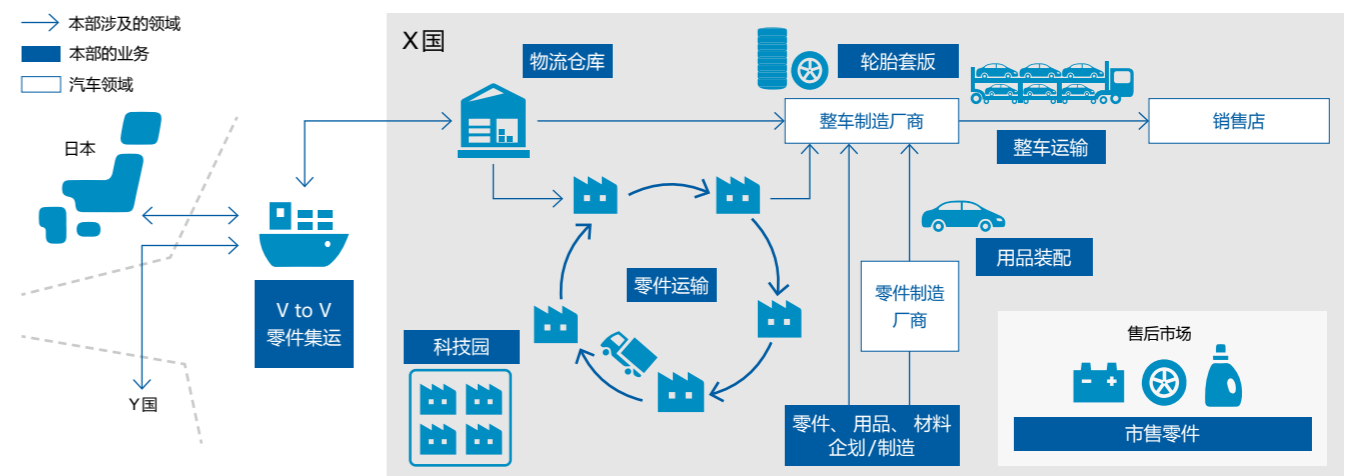 本部涉及的领域
本部的业务
汽车领域
X国
物流仓库
轮胎套版
日本
整车制造厂商
销售店
整车运输
用品装配
零件运输
零件制造
厂商
V to V
零件集运
科技园
售后市场
Y国
零件、用品、材料
企划/制造
市售零件